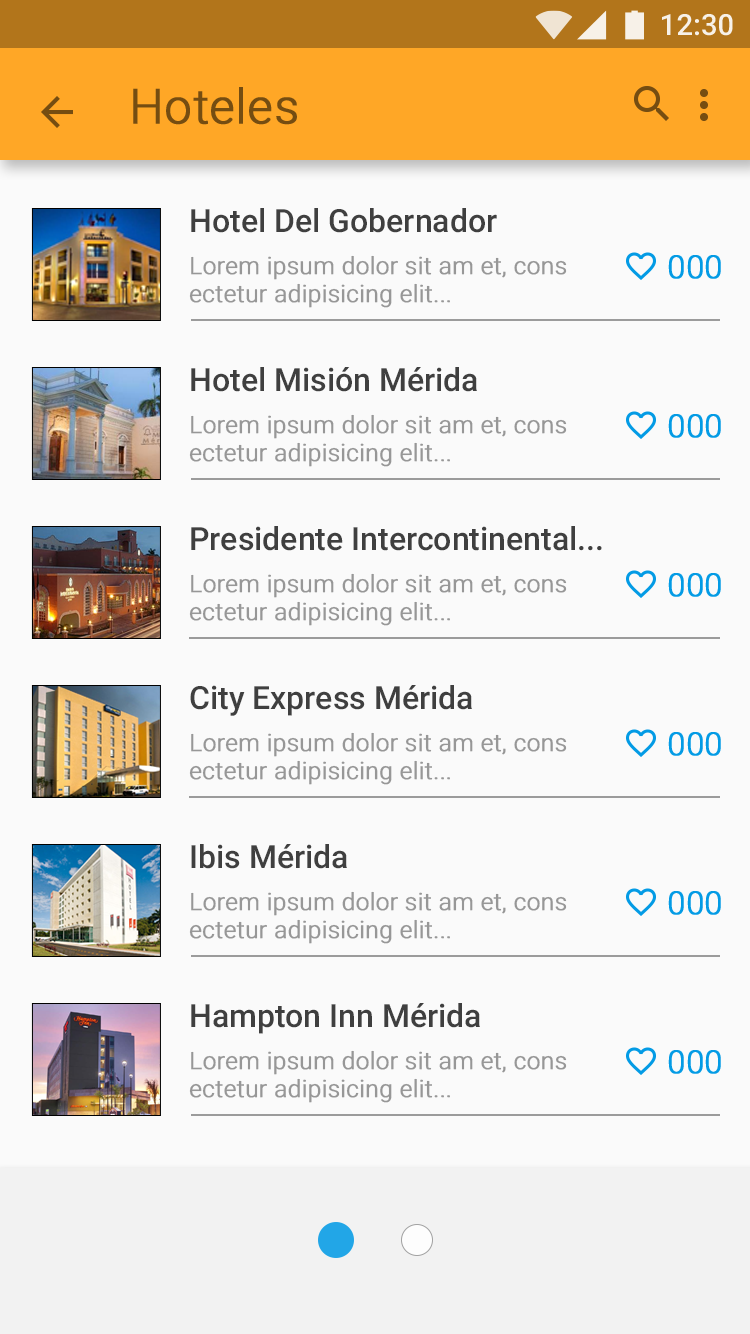 12:30
Hoteles
Hotel Del Gobernador
Lorem ipsum dolor sit am et, cons
ectetur adipisicing elit...
000
Hotel Misión Mérida
Lorem ipsum dolor sit am et, cons
ectetur adipisicing elit...
000
Presidente Intercontinental...
Lorem ipsum dolor sit am et, cons
ectetur adipisicing elit...
000
City Express Mérida
Lorem ipsum dolor sit am et, cons
ectetur adipisicing elit...
000
Ibis Mérida
Lorem ipsum dolor sit am et, cons
ectetur adipisicing elit...
000
Hampton Inn Mérida
Lorem ipsum dolor sit am et, cons
ectetur adipisicing elit...
000